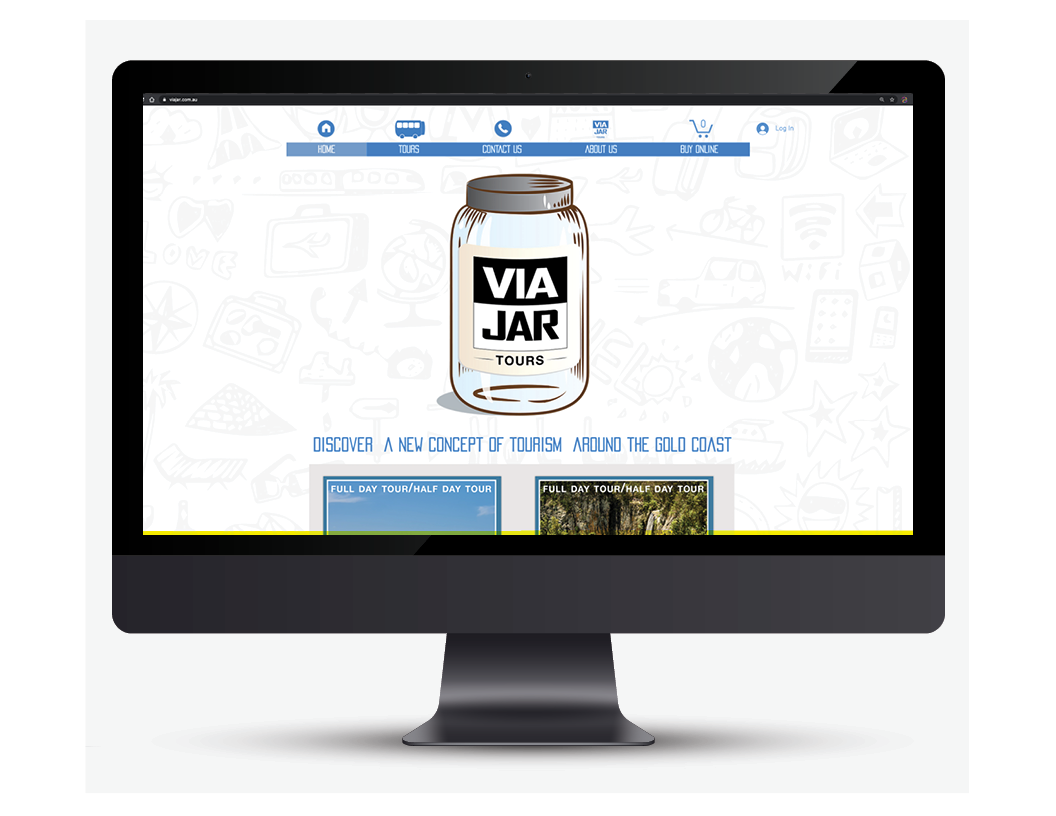 viajar.com.au
VIA
JAR
0
Log In
HOME
TOURS
CONTACT US
ABOUT US
BUY ONLINE
LOVE
WiFi
VIA
JAR
TOURS
DISCOVER A NEW CONCEPT OF TOURISM AROUND THE GOLD COAST
FULL DAY TOUR/HALF DAY TOUR
FULL DAY TOUR/HALF DAY TOUR